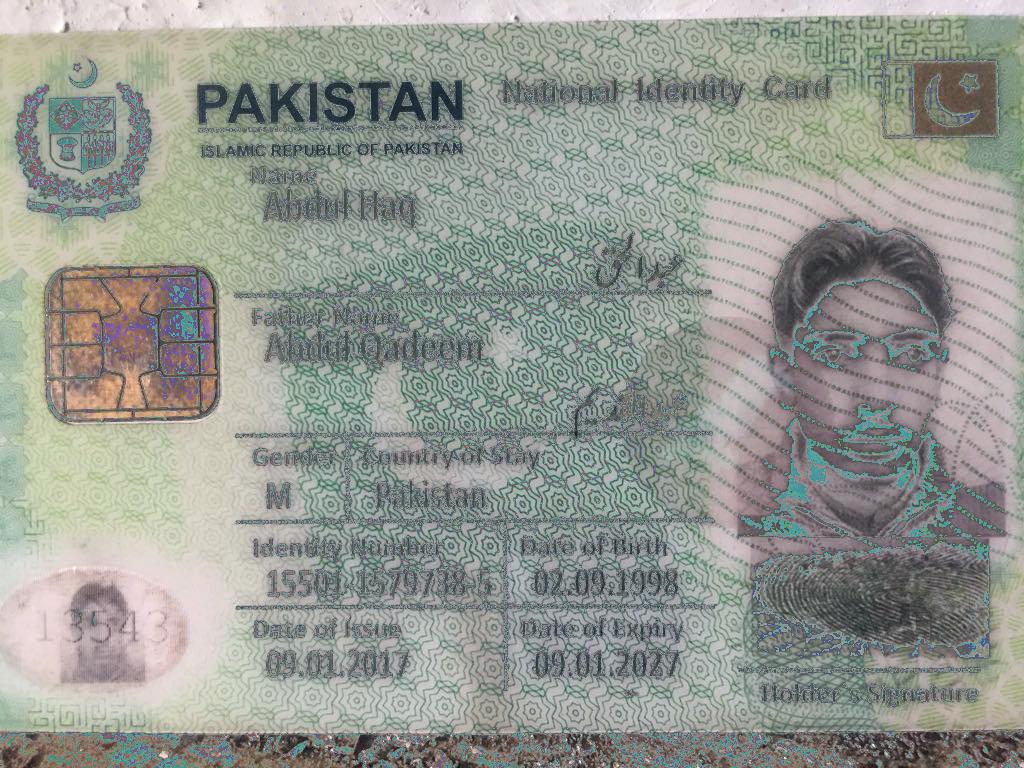 PAKISTAN National Identity Card
ISLAMIC REPUBLIC OF PAKISTAN
Name
Abdul Haq
عبدالحق
Father Name
Abdul Qadeem
Gender Country of Stay
M Pakistan
Identity Number Date of Birth
15501-1579738-5 02.09.1998
13543
Date of Issue Date of Expiry
09.01.2017 09.01.2027
Holder's Signature